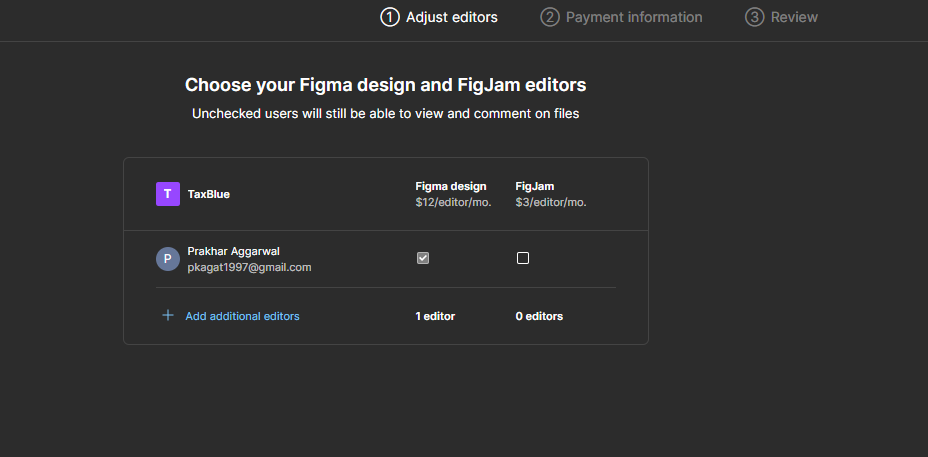 1 Adjust editors 2 Payment information 3 Review
Choose your Figma design and FigJam editors
Unchecked users will still be able to view and comment on files
T TaxBlue Figma design FigJam
$12/editor/mo. $3/editor/mo.
P Prakhar Aggarwal
pkagat1997@gmail.com
+ Add additional editors 1 editor 0 editors